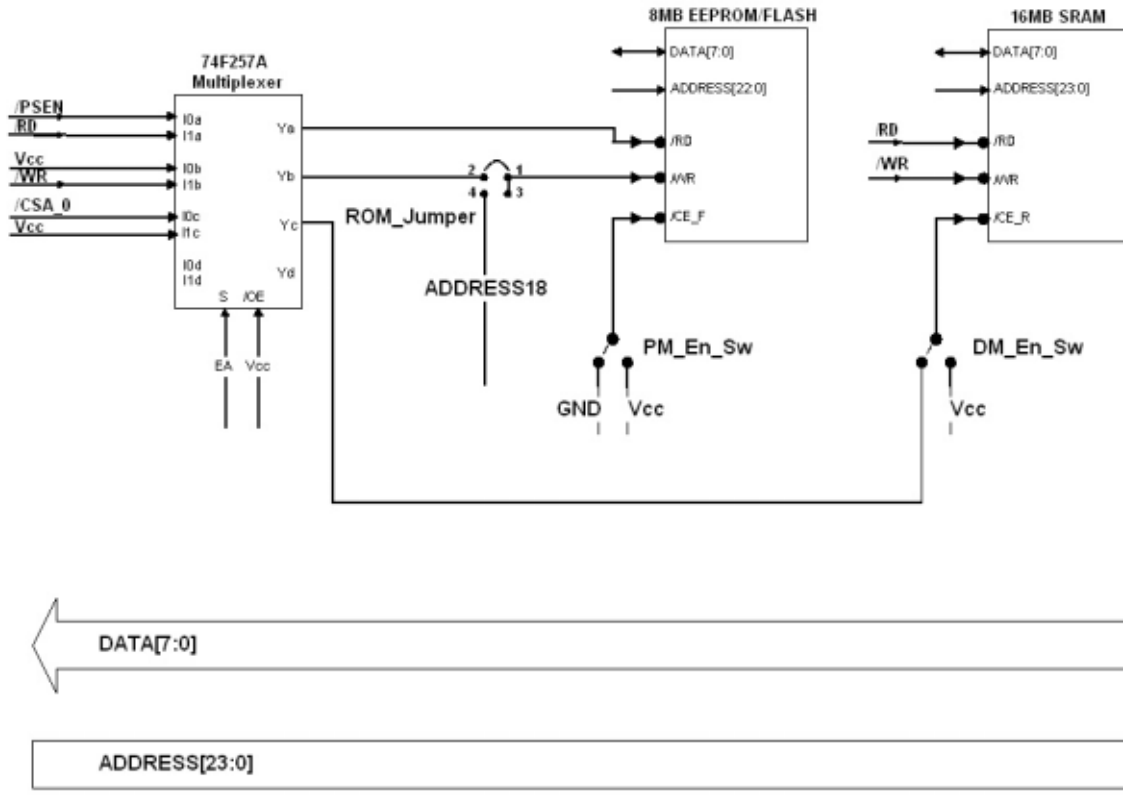 8MB EEPROM/FLASH
16MB SRAM
74F257A
Multiplexer
DATA[7:0]
ADDRESS[22:0]
/RD
/WR
/CE_F
DATA[7:0]
ADDRESS[23:0]
/RD
/WR
/RD
/WR
/CE_R
/PSEN
/RD
Vcc
/WR
/CSA_0
Vcc
I0a
I1a
I0b
I1b
I0c
I1c
I0d
I1d
Ya
Yb
Yc
Yd
S /OE
EA Vcc
2 1
4 3
ROM_Jumper
ADDRESS18
PM_En_Sw
GND Vcc
DM_En_Sw
Vcc
DATA[7:0]
ADDRESS[23:0]